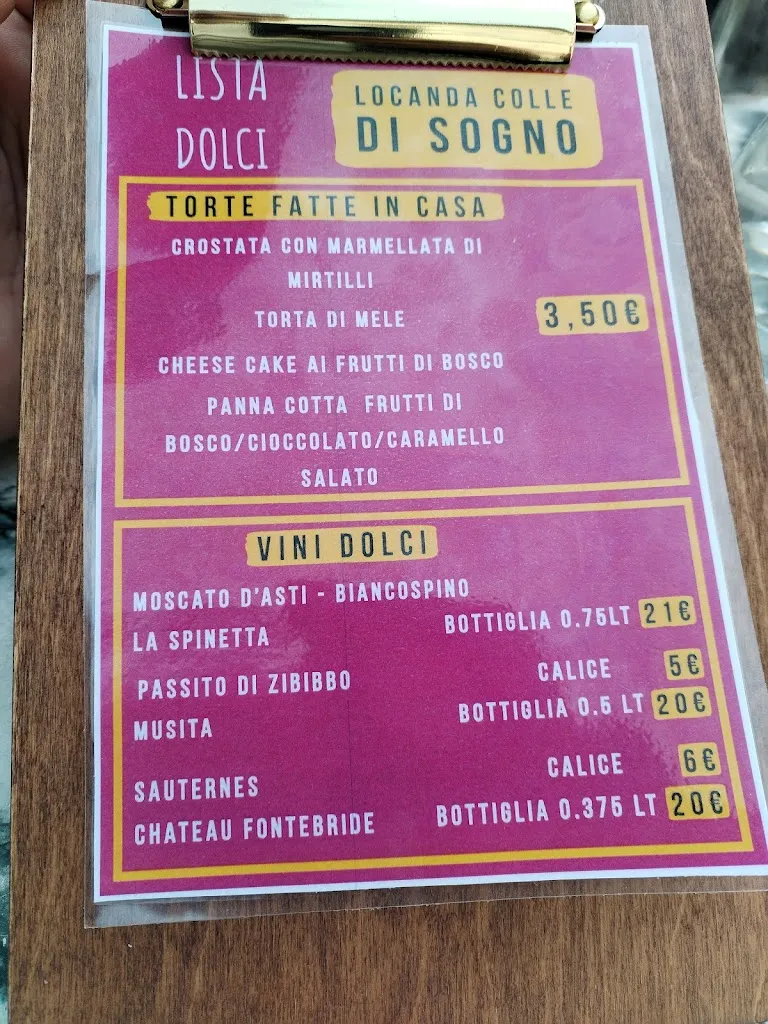 LISTA
DOLCI
LOCANDA COLLE
DI SOGNO
TORTE FATTE IN CASA
CROSTATA CON MARMELLATA DI
MIRTILLI
TORTA DI MELE
3,50€
CHEESE CAKE AI FRUTTI DI BOSCO
PANNA COTTA FRUTTI DI
BOSCO/CIOCCOLATO/CARAMELLO
SALATO
VINI DOLCI
MOSCATO D'ASTI - BIANCOSPINO
LA SPINETTA BOTTIGLIA 0.75LT 21€
PASSITO DI ZIBIBBO CALICE 5€
MUSITA BOTTIGLIA 0.5 LT 20€
SAUTERNES CALICE 6€
CHATEAU FONTEBRIDE BOTTIGLIA 0.375 LT 20€